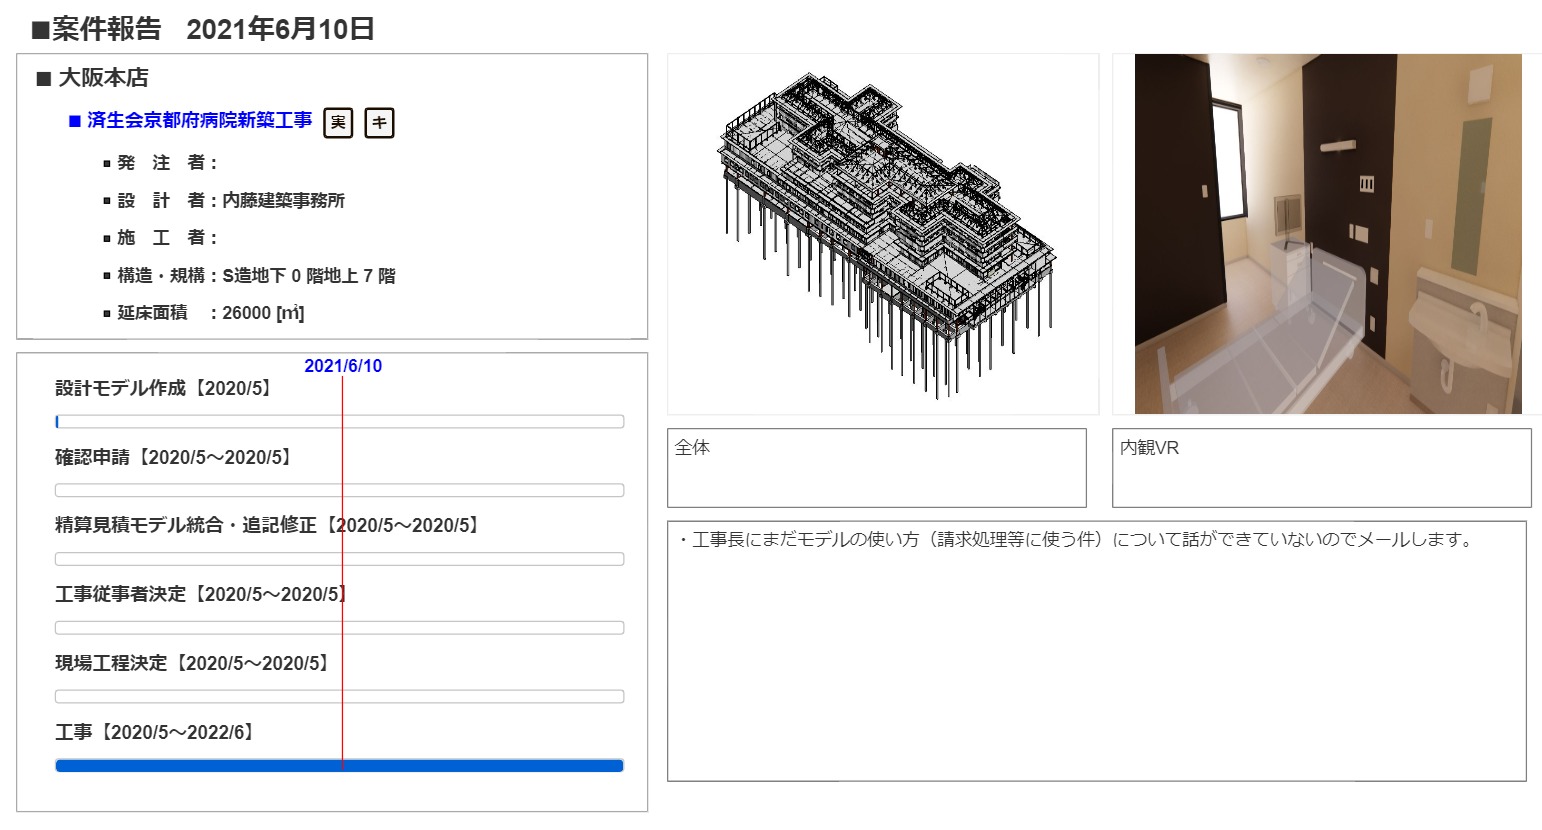 ■案件報告　2021年6月10日
■ 大阪本店
■ 済生会京都府病院新築工事 実 キ
▪ 発　注　者：
▪ 設　計　者：内藤建築事務所
▪ 施　工　者：
▪ 構造・規構：S造地下 0 階地上 7 階
▪ 延床面積　：26000 [㎡]
2021/6/10
設計モデル作成【2020/5】
確認申請【2020/5～2020/5】
精算見積モデル統合・追記修正【2020/5～2020/5】
工事従事者決定【2020/5～2020/5】
現場工程決定【2020/5～2020/5】
工事【2020/5～2022/6】
全体
内観VR
・工事長にまだモデルの使い方（請求処理等に使う件）について話ができていないのでメールします。